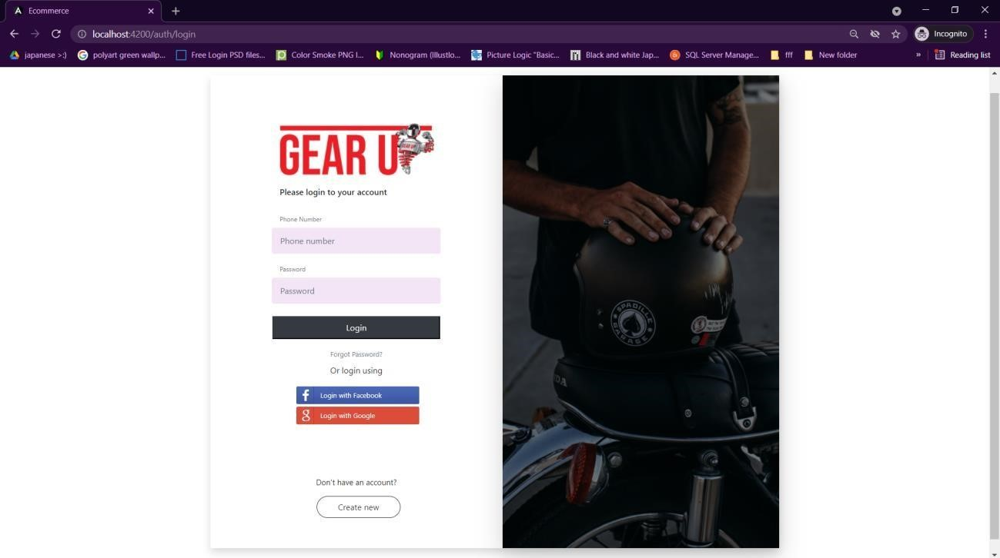 Ecommerce
localhost:4200/auth/login
Incognito
japanese >:)
polyart green wallp...
Free Login PSD files...
Color Smoke PNG I...
Nonogram (Illustlo...
Picture Logic "Basic...
Black and white Jap...
SQL Server Manage...
fff
New folder
»
Reading list
GEAR UP
GEAR UP
Please login to your account
Phone Number
Phone number
Password
Password
Login
Forgot Password?
Or login using
f Login with Facebook
g Login with Google
Don't have an account?
Create new
SPADILLE
GARAGE